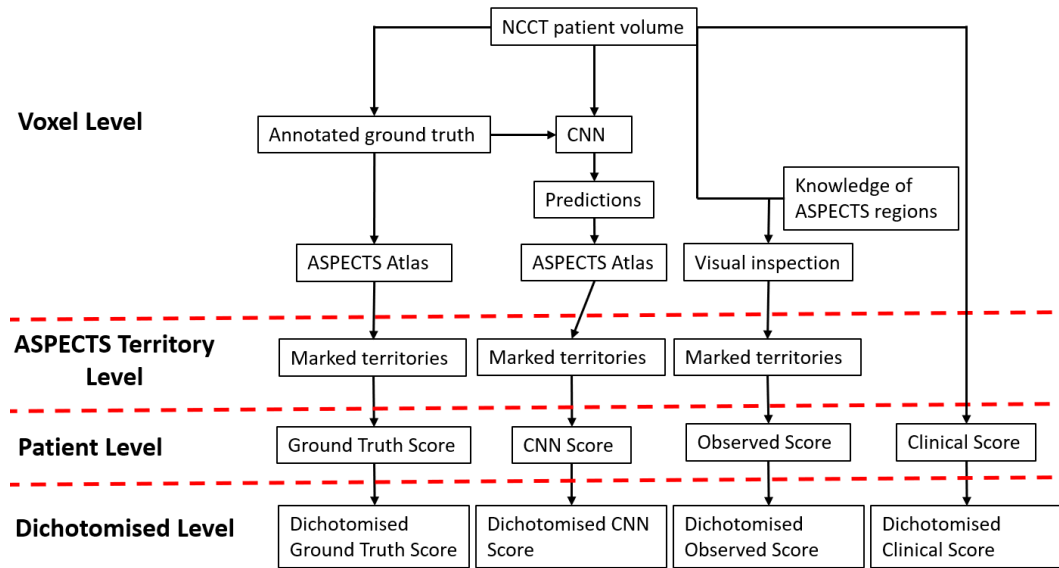 NCCT patient volume
Voxel Level
Annotated ground truth
CNN
Predictions
Knowledge of
ASPECTS regions
ASPECTS Atlas
ASPECTS Atlas
Visual inspection
ASPECTS Territory
Level
Marked territories
Marked territories
Marked territories
Patient Level
Ground Truth Score
CNN Score
Observed Score
Clinical Score
Dichotomised Level
Dichotomised
Ground Truth Score
Dichotomised CNN
Score
Dichotomised
Observed Score
Dichotomised
Clinical Score